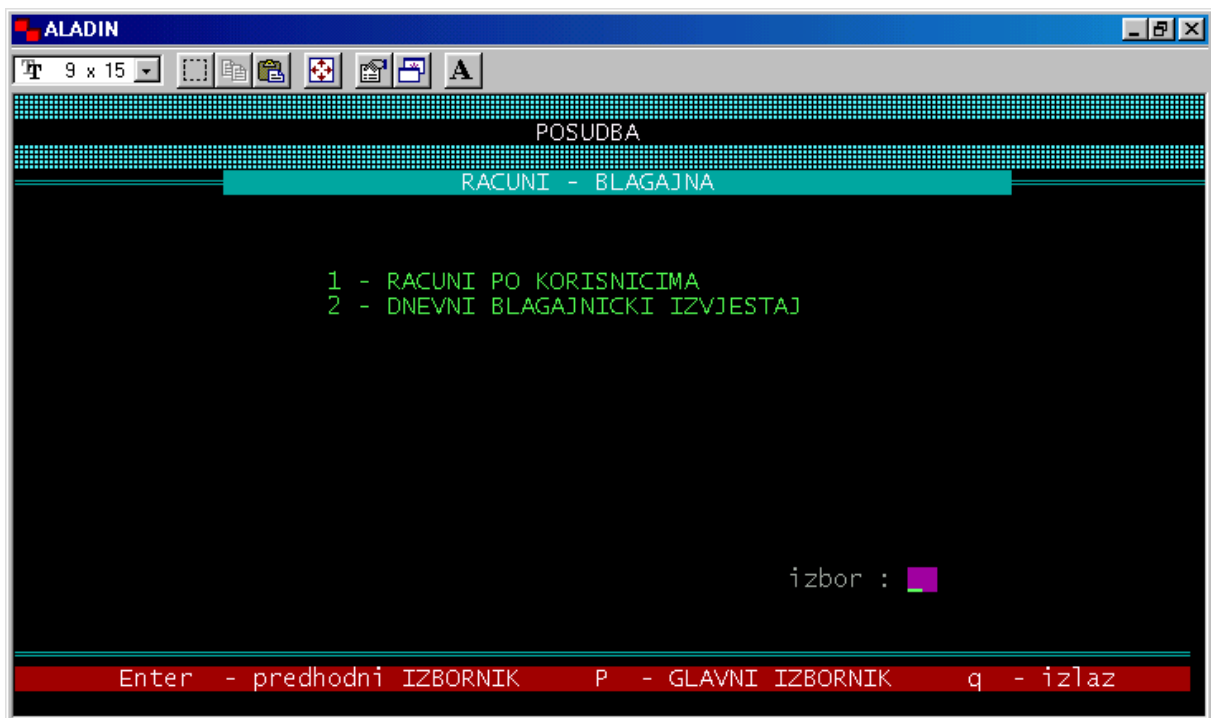 ALADIN
9 x 15 A
POSUDBA
RACUNI - BLAGAJNA
1 - RACUNI PO KORISNICIMA
2 - DNEVNI BLAGAJNICKI IZVJESTAJ
izbor : _
Enter - predhodni IZBORNIK P - GLAVNI IZBORNIK q - izlaz